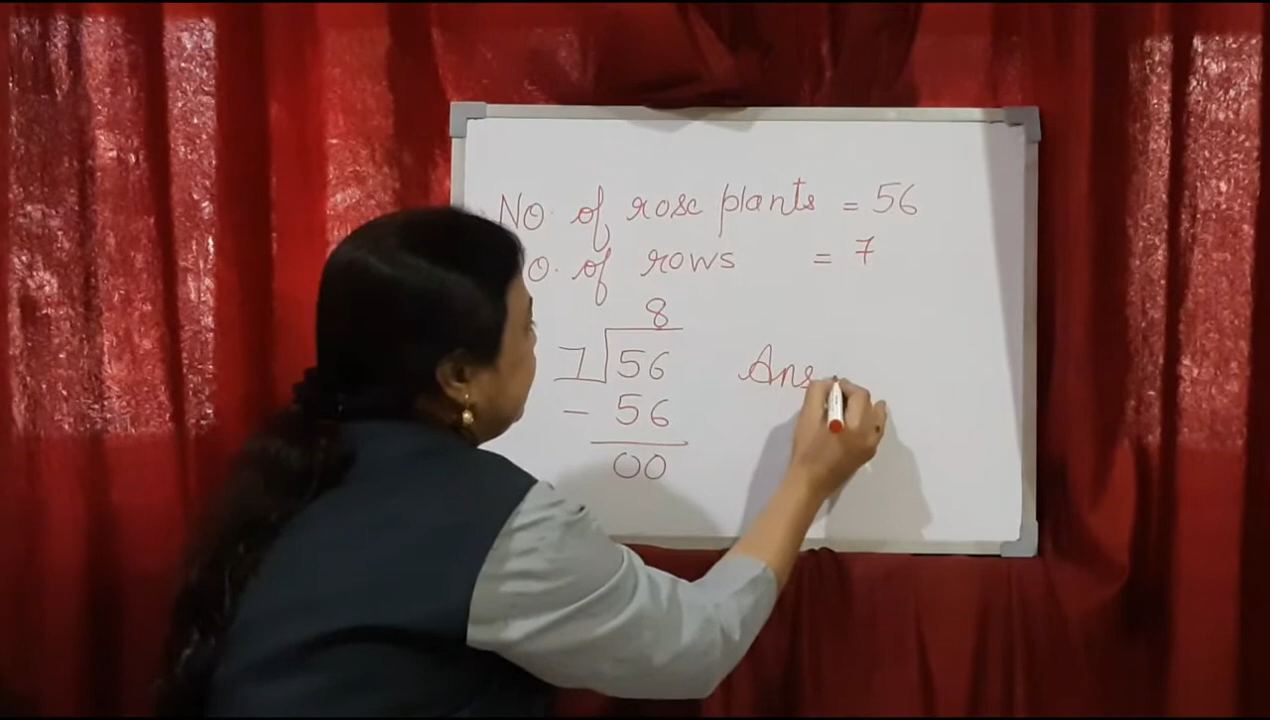 No. of rose plants = 56
o. of rows = 7
8
7 56
- 56
00
Ans